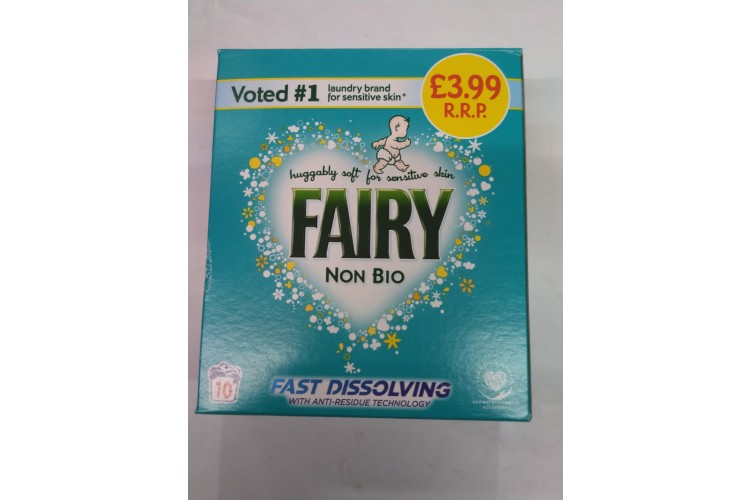 Voted #1
laundry brand
for sensitive skin*
£3.99
R.R.P.
huggably soft for sensitive skin
FAIRY
NON BIO
10
FAST DISSOLVING
WITH ANTI-RESIDUE TECHNOLOGY